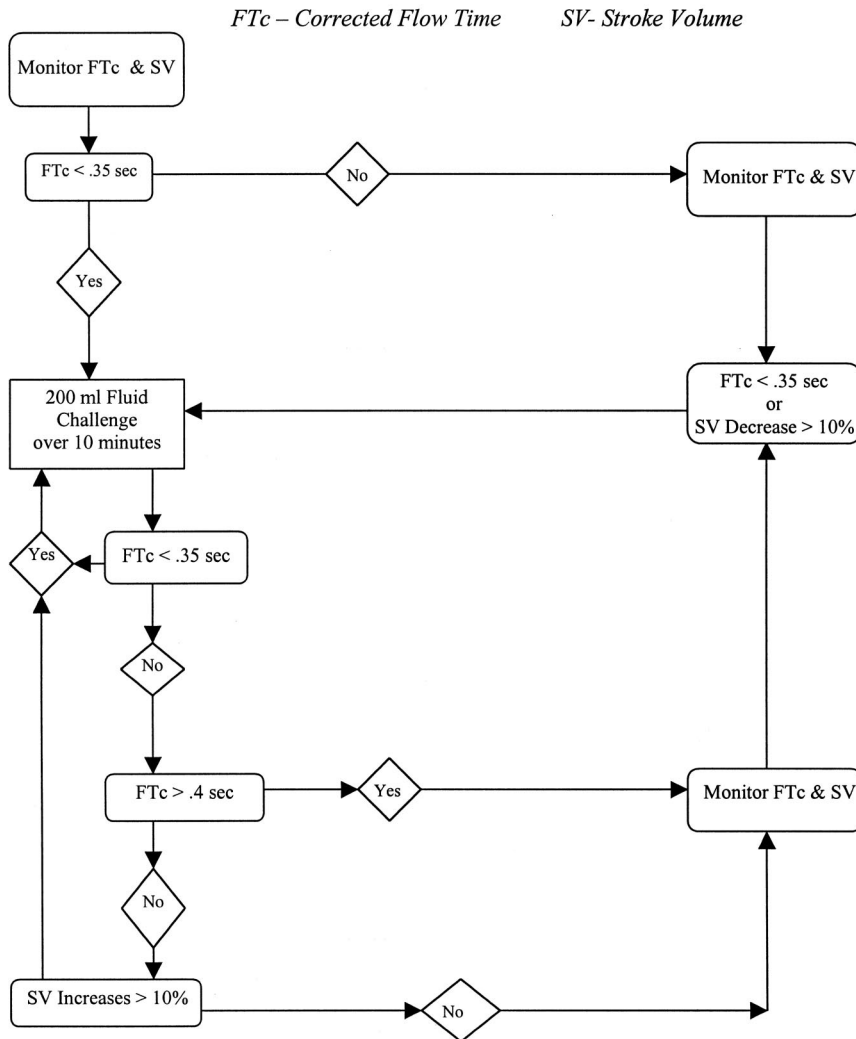 FTc – Corrected Flow Time SV- Stroke Volume
Monitor FTc & SV
FTc < .35 sec
No
Monitor FTc & SV
Yes
200 ml Fluid
Challenge
over 10 minutes
FTc < .35 sec
or
SV Decrease > 10%
Yes
FTc < .35 sec
No
FTc > .4 sec
Yes
Monitor FTc & SV
No
SV Increases > 10%
No